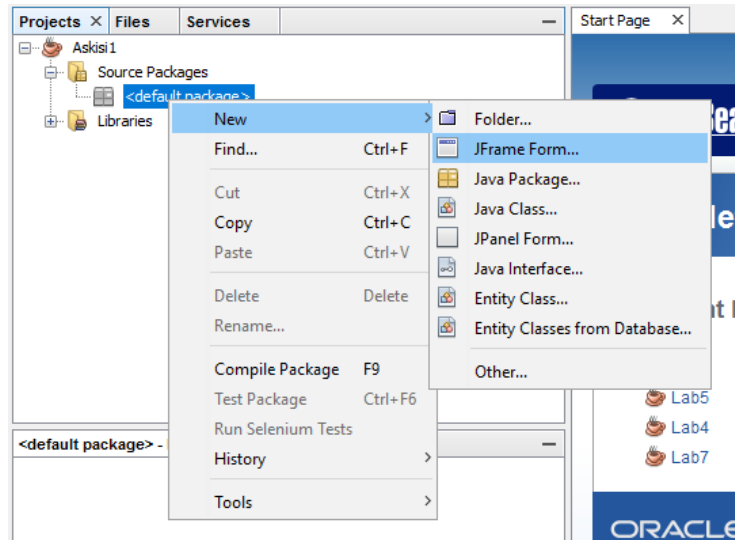 Projects Files Services
Start Page
Askisi1
Source Packages
<default package>
Libraries
New
Find... Ctrl+F
Cut Ctrl+X
Copy Ctrl+C
Paste Ctrl+V
Delete Delete
Rename...
Compile Package F9
Test Package Ctrl+F6
Run Selenium Tests
History
Tools
Folder...
JFrame Form...
Java Package...
Java Class...
JPanel Form...
Java Interface...
Entity Class...
Entity Classes from Database...
Other...
Lab5
Lab4
Lab7
<default package> -
ORACLE